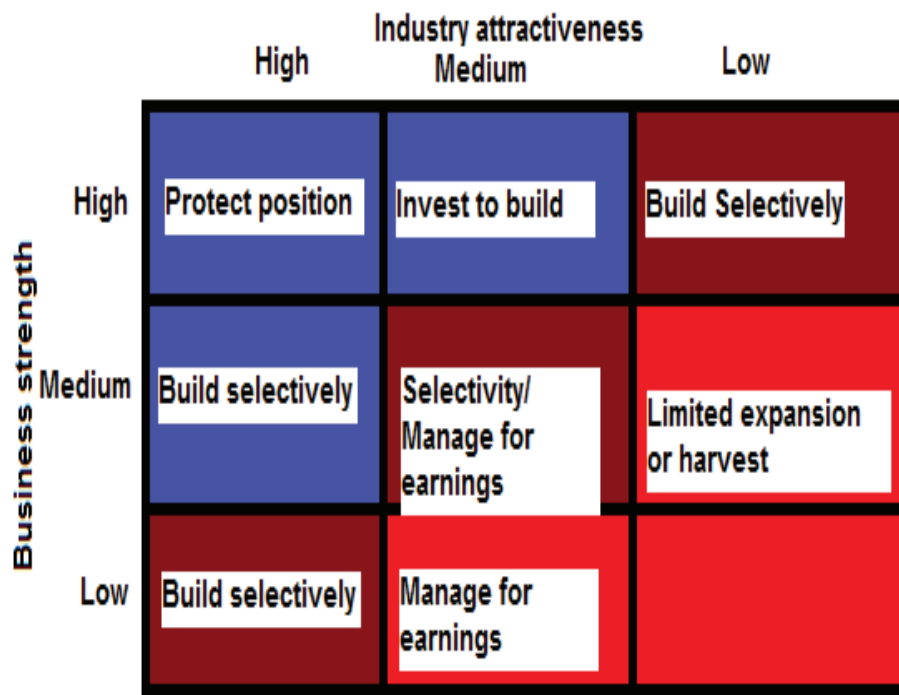 Industry attractiveness
High Medium Low
Business strength
High
Protect position
Invest to build
Build Selectively
Medium
Build selectively
Selectivity/
Manage for
earnings
Limited expansion
or harvest
Low
Build selectively
Manage for
earnings